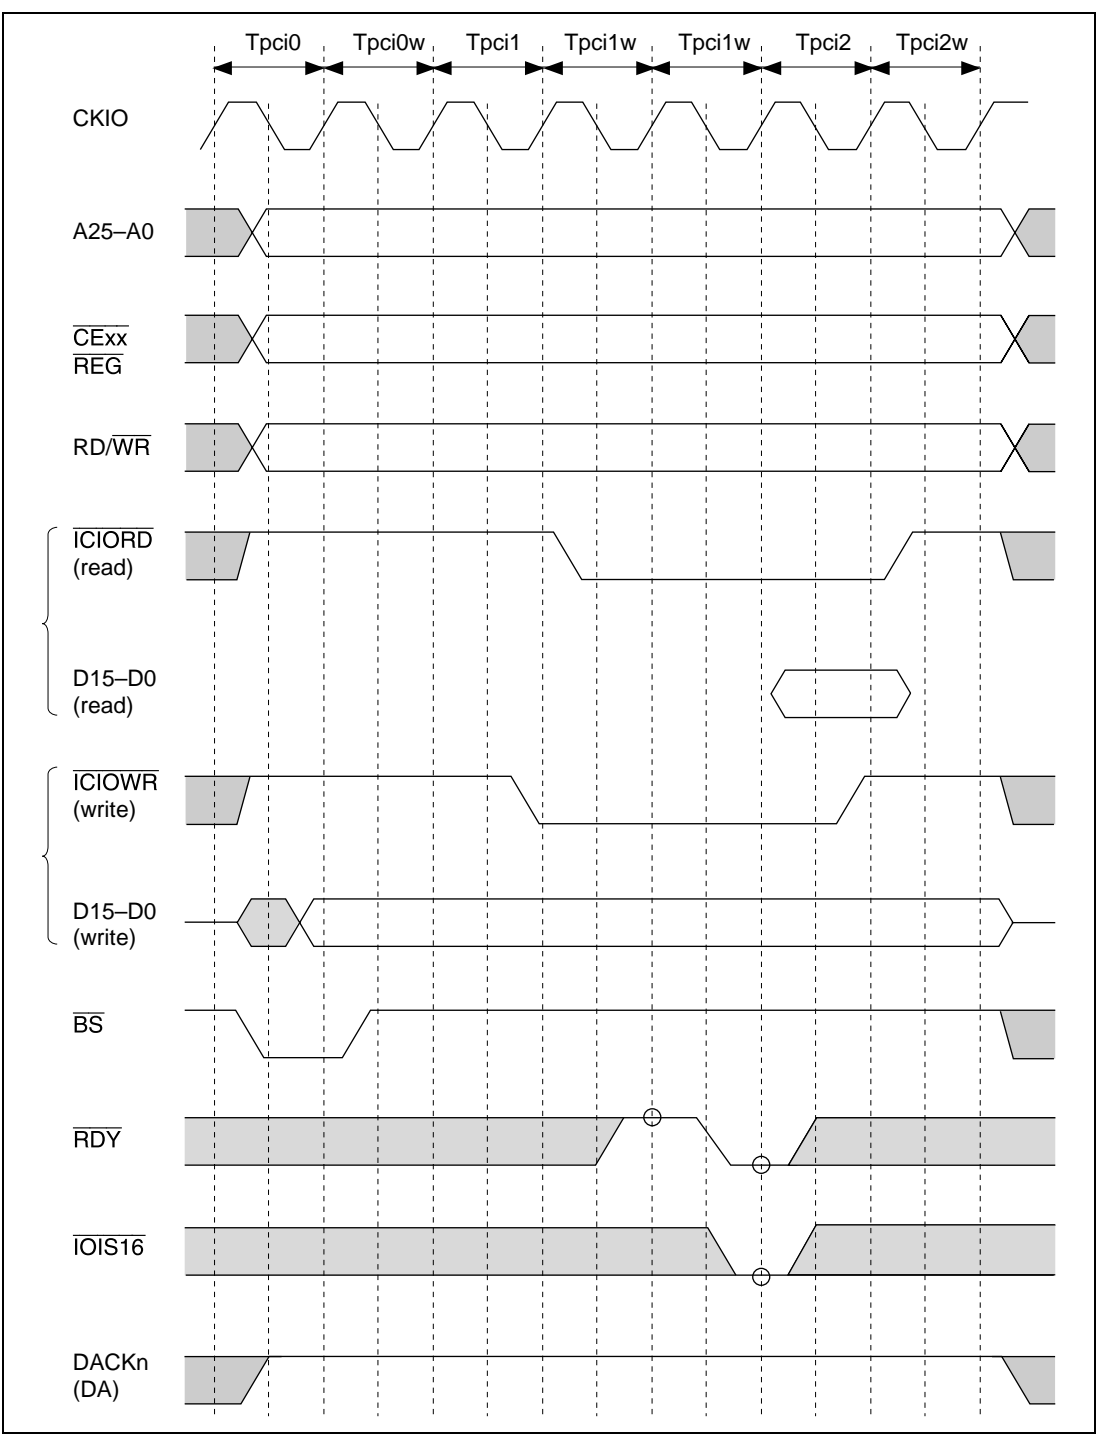 Tpci0 Tpci0w Tpci1 Tpci1w Tpci1w Tpci2 Tpci2w
CKIO
A25–A0
CExx
REG
RD/WR
ICIORD
(read)
D15–D0
(read)
ICIOWR
(write)
D15–D0
(write)
BS
RDY
IOIS16
DACKn
(DA)